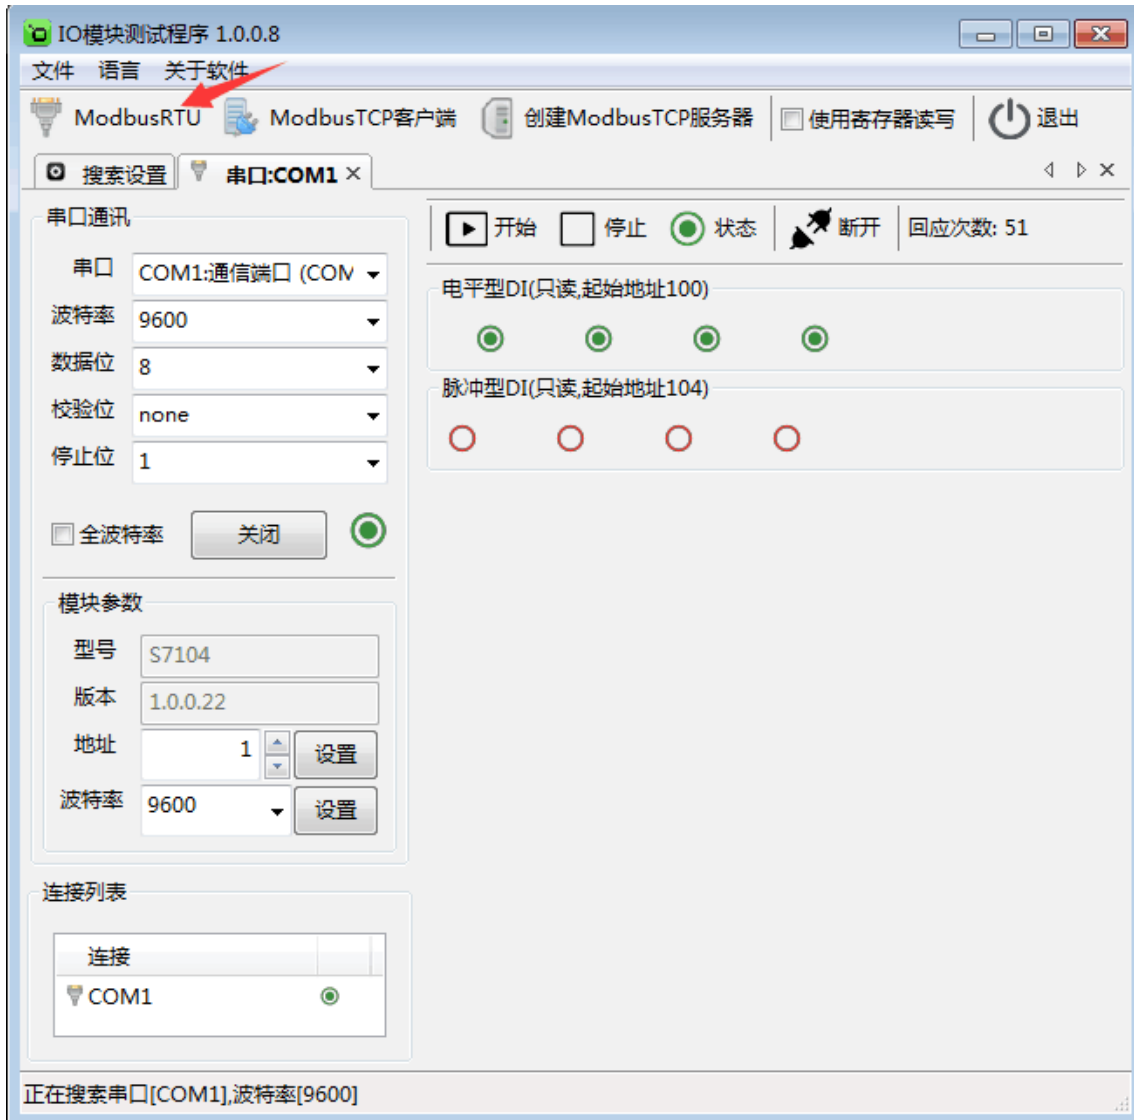 IO模块测试程序 1.0.0.8
文件 语言 关于软件
ModbusRTU ModbusTCP客户端 创建ModbusTCP服务器 使用寄存器读写 退出
搜索设置 串口:COM1
串口通讯
串口 COM1:通信端口 (COM
波特率 9600
数据位 8
校验位 none
停止位 1
全波特率 关闭
模块参数
型号 S7104
版本 1.0.0.22
地址 1 设置
波特率 9600 设置
连接列表
连接
COM1
开始 停止 状态 断开 回应次数: 51
电平型DI(只读,起始地址100)
脉冲型DI(只读,起始地址104)
正在搜索串口[COM1],波特率[9600]